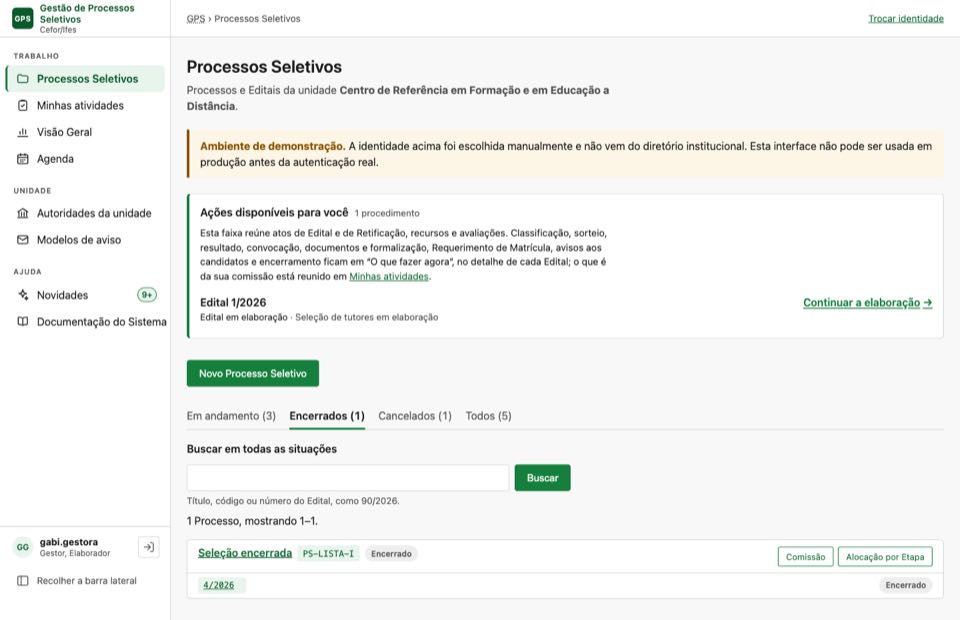 GPS
Gestão de Processos
Seletivos
Cefor/Ifes
TRABALHO
Processos Seletivos
Minhas atividades
Visão Geral
Agenda
UNIDADE
Autoridades da unidade
Modelos de aviso
AJUDA
Novidades 9+
Documentação do Sistema
GG
gabi.gestora
Gestor, Elaborador
Recolher a barra lateral
GPS › Processos Seletivos
Trocar identidade
Processos Seletivos
Processos e Editais da unidade Centro de Referência em Formação e em Educação a
Distância.
Ambiente de demonstração. A identidade acima foi escolhida manualmente e não vem do diretório institucional. Esta interface não pode ser usada em
produção antes da autenticação real.
Ações disponíveis para você 1 procedimento
Esta faixa reúne atos de Edital e de Retificação, recursos e avaliações. Classificação, sorteio,
resultado, convocação, documentos e formalização, Requerimento de Matrícula, avisos aos
candidatos e encerramento ficam em “O que fazer agora”, no detalhe de cada Edital; o que é
da sua comissão está reunido em Minhas atividades.
Edital 1/2026
Edital em elaboração · Seleção de tutores em elaboração
Continuar a elaboração →
Novo Processo Seletivo
Em andamento (3) Encerrados (1) Cancelados (1) Todos (5)
Buscar em todas as situações
Buscar
Título, código ou número do Edital, como 90/2026.
1 Processo, mostrando 1–1.
Seleção encerrada PS-LISTA-I Encerrado Comissão Alocação por Etapa
4/2026 Encerrado